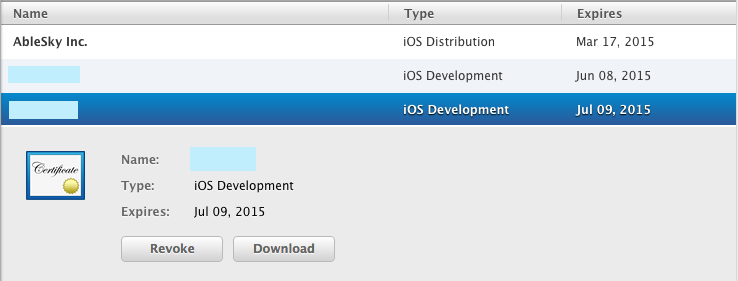 Name Type Expires
AbleSky Inc. iOS Distribution Mar 17, 2015
iOS Development Jun 08, 2015
iOS Development Jul 09, 2015
Certificate
Name:
Type: iOS Development
Expires: Jul 09, 2015
Revoke Download